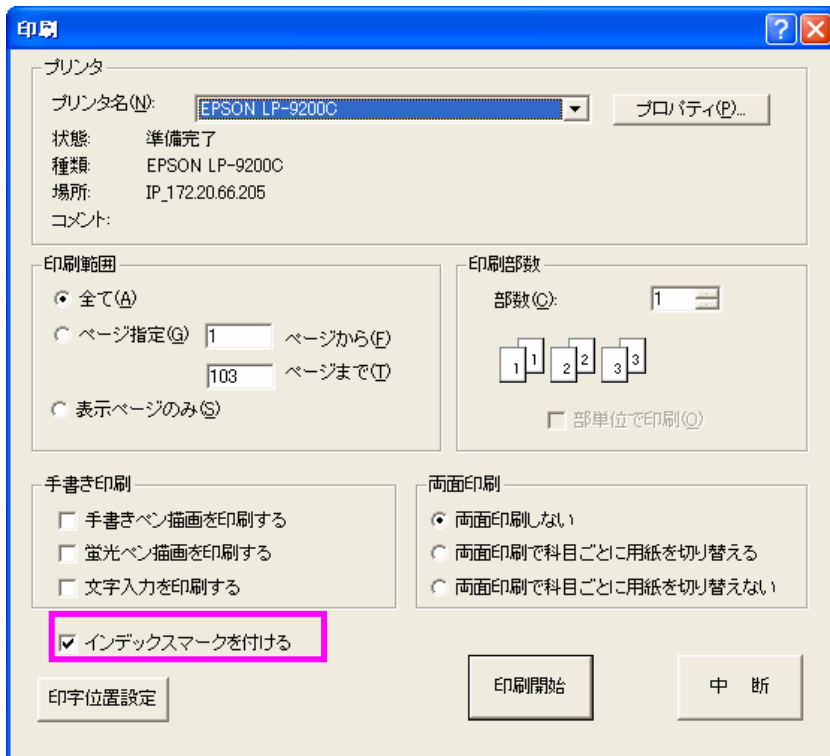 印刷
プリンタ
プリンタ名(N): EPSON LP-9200C プロパティ(P)...
状態: 準備完了
種類: EPSON LP-9200C
場所: IP_172.20.66.205
コメント:
印刷範囲
全て(A)
ページ指定(G) 1 ページから(F)
103 ページまで(T)
表示ページのみ(S)
印刷部数
部数(C): 1
1 1 2 2 3 3
部単位で印刷(O)
手書き印刷
手書きペン描画を印刷する
蛍光ペン描画を印刷する
文字入力を印刷する
両面印刷
両面印刷しない
両面印刷で科目ごとに用紙を切り替える
両面印刷で科目ごとに用紙を切り替えない
インデックスマークを付ける
印字位置設定
印刷開始
中 断